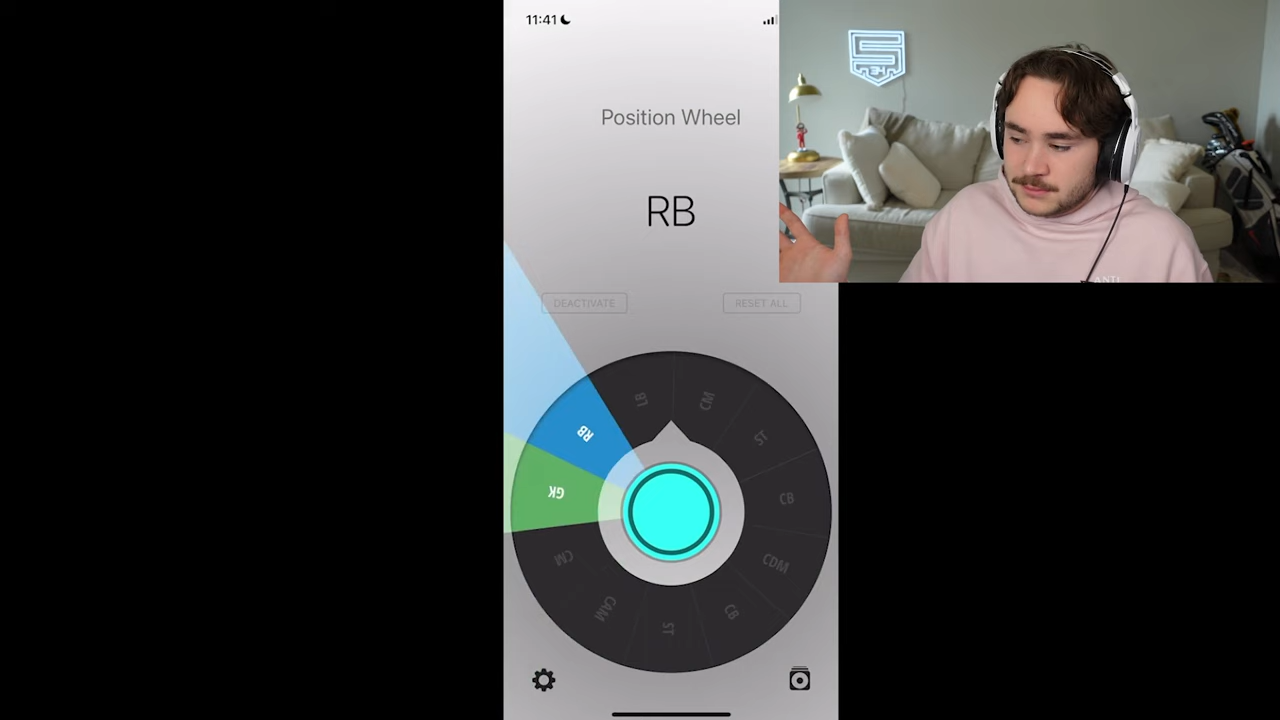 11:41
Position Wheel
RB
DEACTIVATE
RESET ALL
LB
CM
ST
CB
CDM
CB
ST
CAM
CM
GK
RB
ANTI